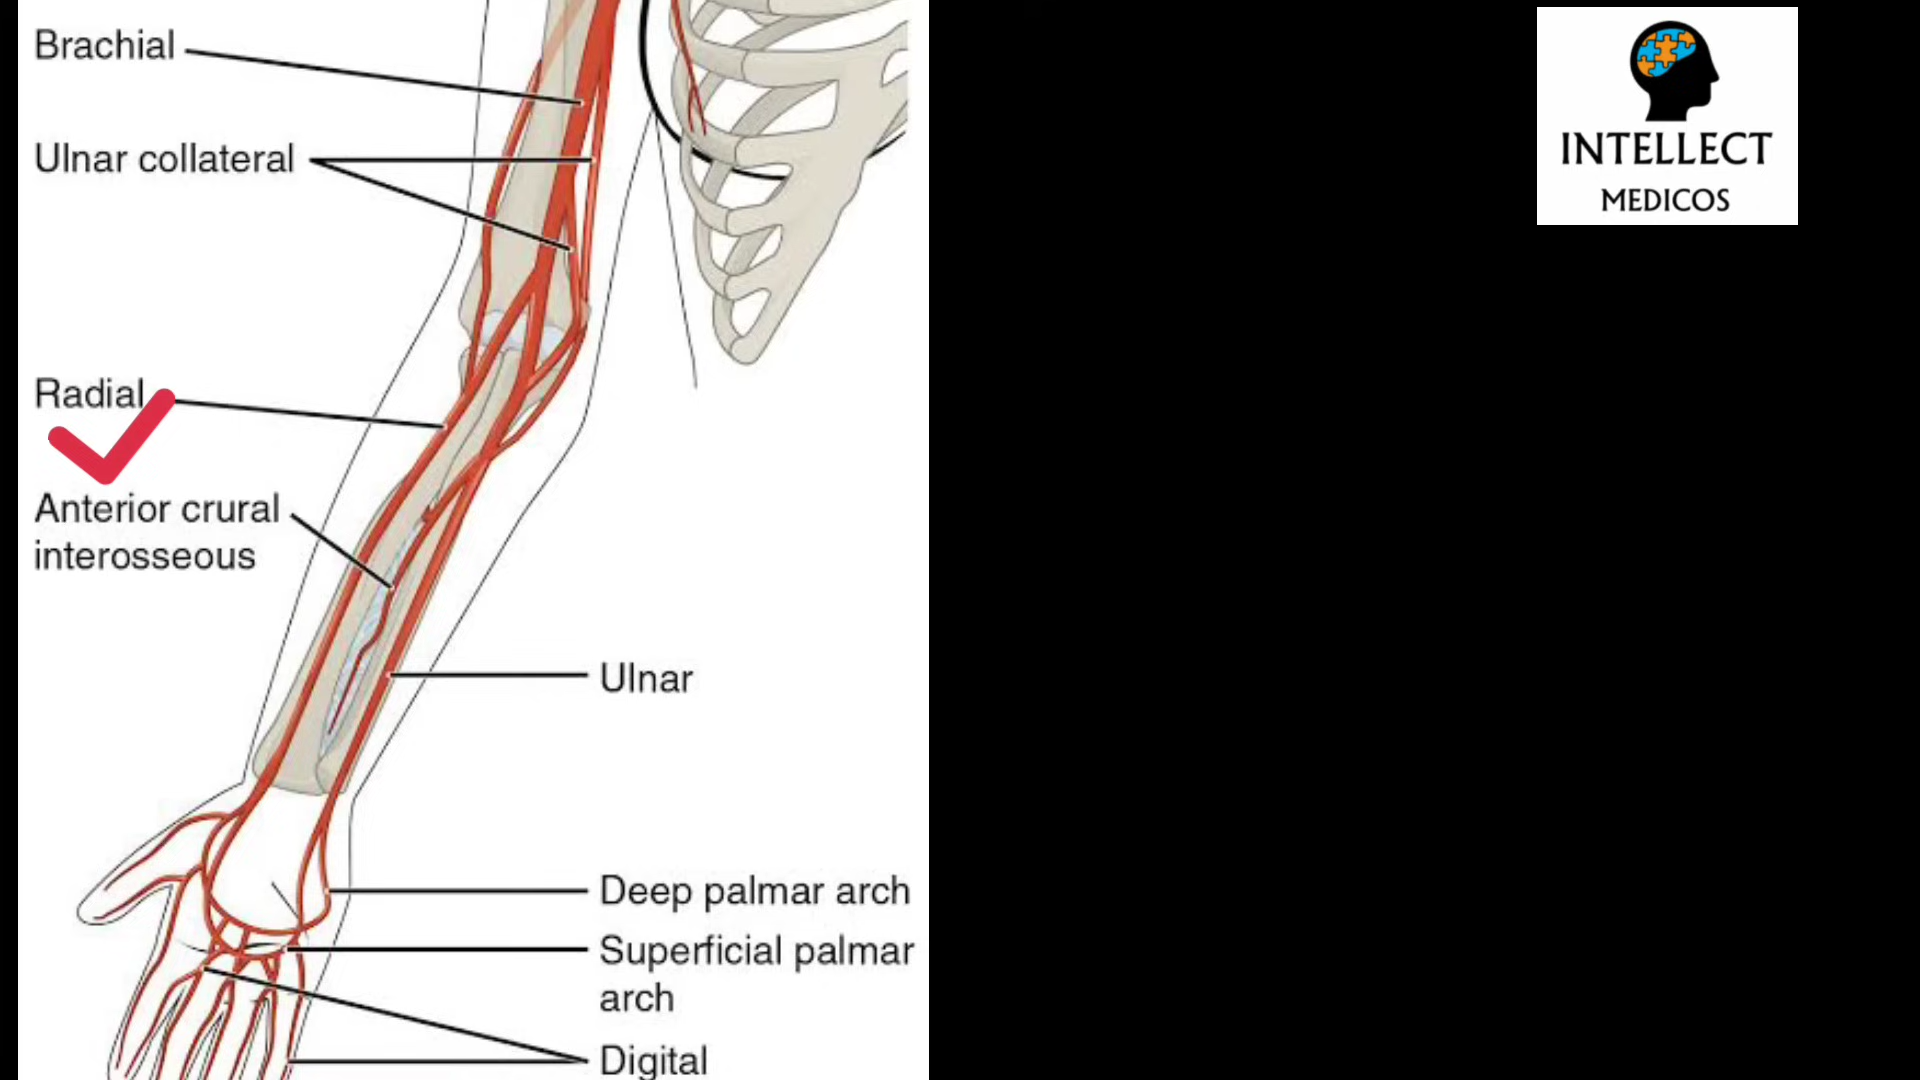 Brachial
Ulnar collateral
Radial
Anterior crural
interosseous
Ulnar
Deep palmar arch
Superficial palmar
arch
Digital
INTELLECT
MEDICOS